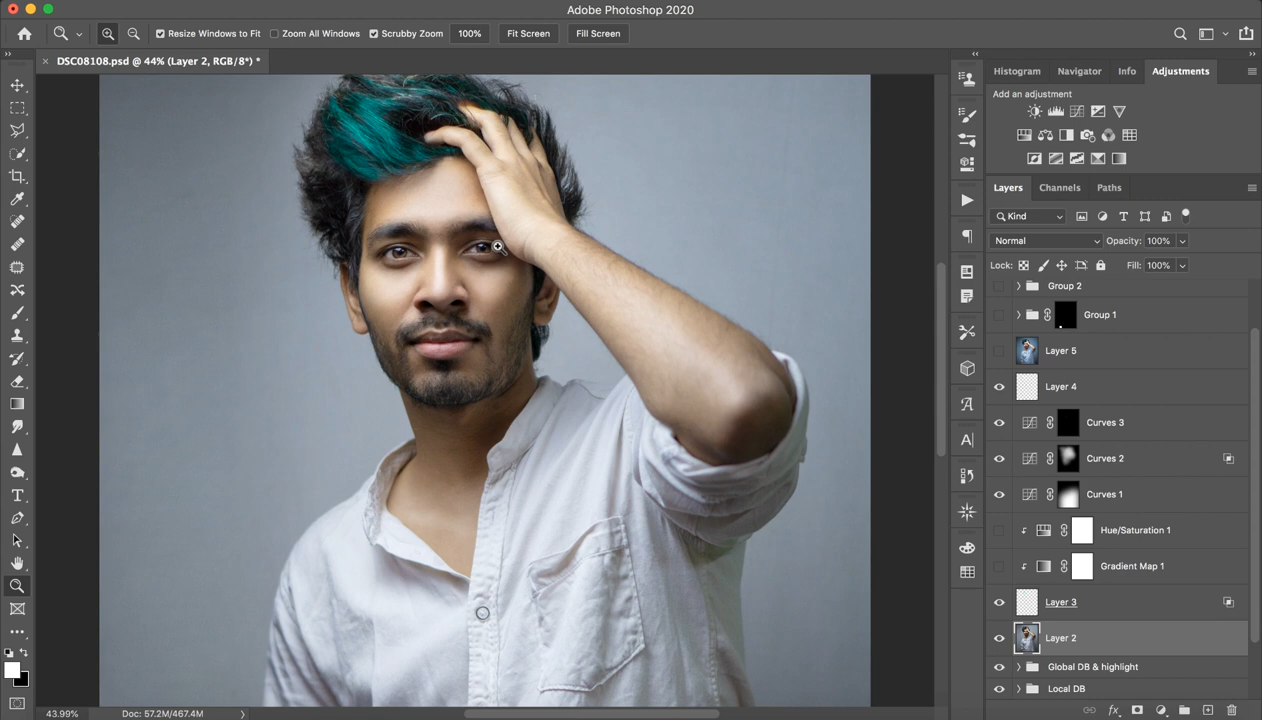 Adobe Photoshop 2020
Resize Windows to Fit Zoom All Windows Scrubby Zoom 100% Fit Screen Fill Screen
DSC08108.psd @ 44% (Layer 2, RGB/8*) *
Histogram Navigator Info Adjustments
Add an adjustment
Layers Channels Paths
Kind
Normal Opacity: 100%
Lock: Fill: 100%
Group 2
Group 1
Layer 5
Layer 4
Curves 3
Curves 2
Curves 1
Hue/Saturation 1
Gradient Map 1
Layer 3
Layer 2
Global DB & highlight
Local DB
43.99% Doc: 57.2M/467.4M